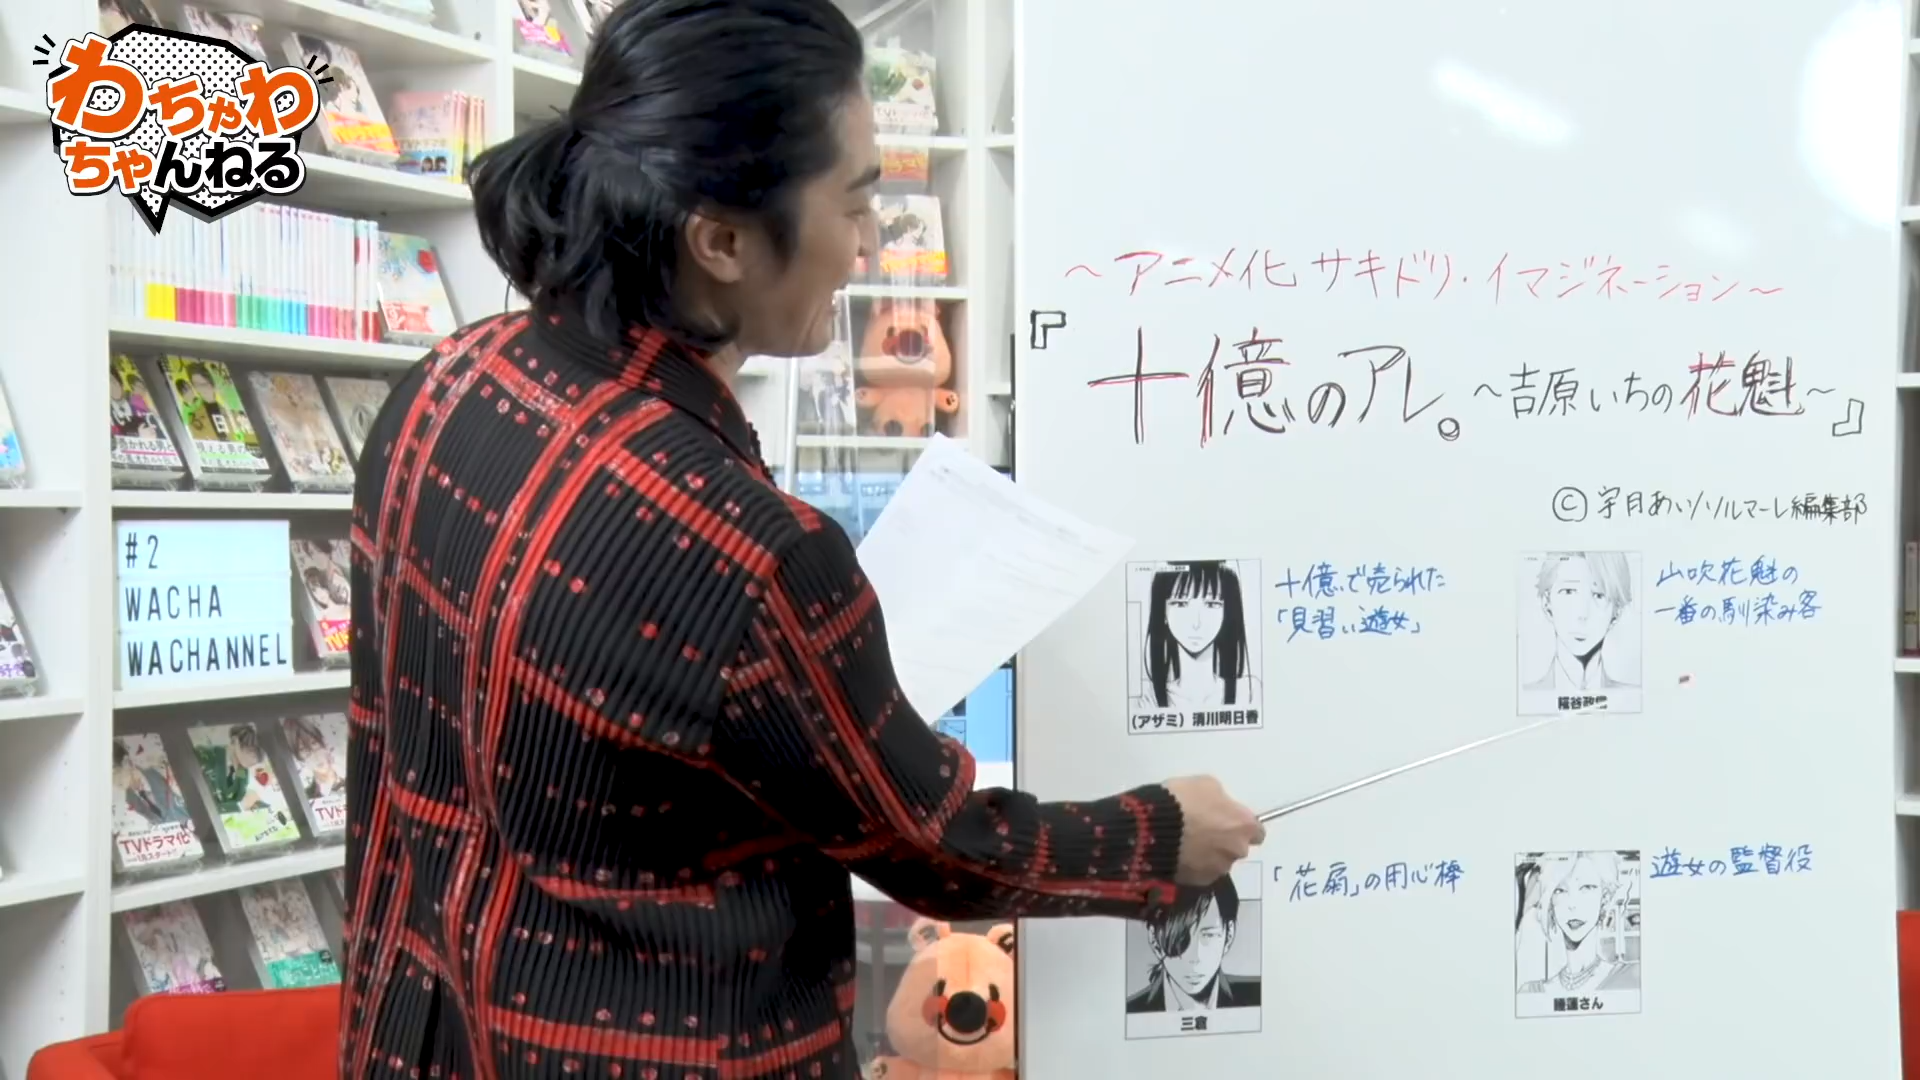 わちゃわ
ちゃんねる
#2
WACHA
WACHANNEL
TVドラマ化
～アニメ化サキドリ・イマジネーション～
『十億のアレ。～吉原いちの花魁～』
Ⓒ宇月あい/ソルマーレ編集部
十億で売られた
「見習い遊女」
(アザミ) 清川明日香
山吹花魁の
一番の馴染み客
「花扇」の用心棒
三倉
遊女の監督役
睡蓮さん